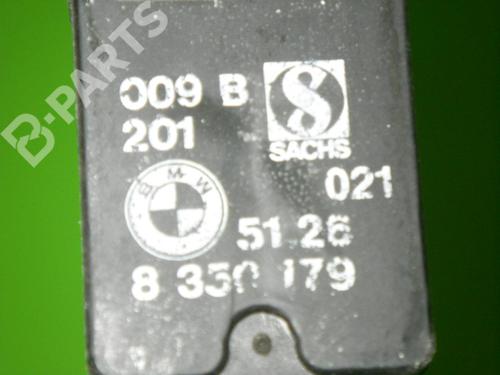 B-PARTS
009 B
201
SACHS
BMW
021
51.26
8 350 179